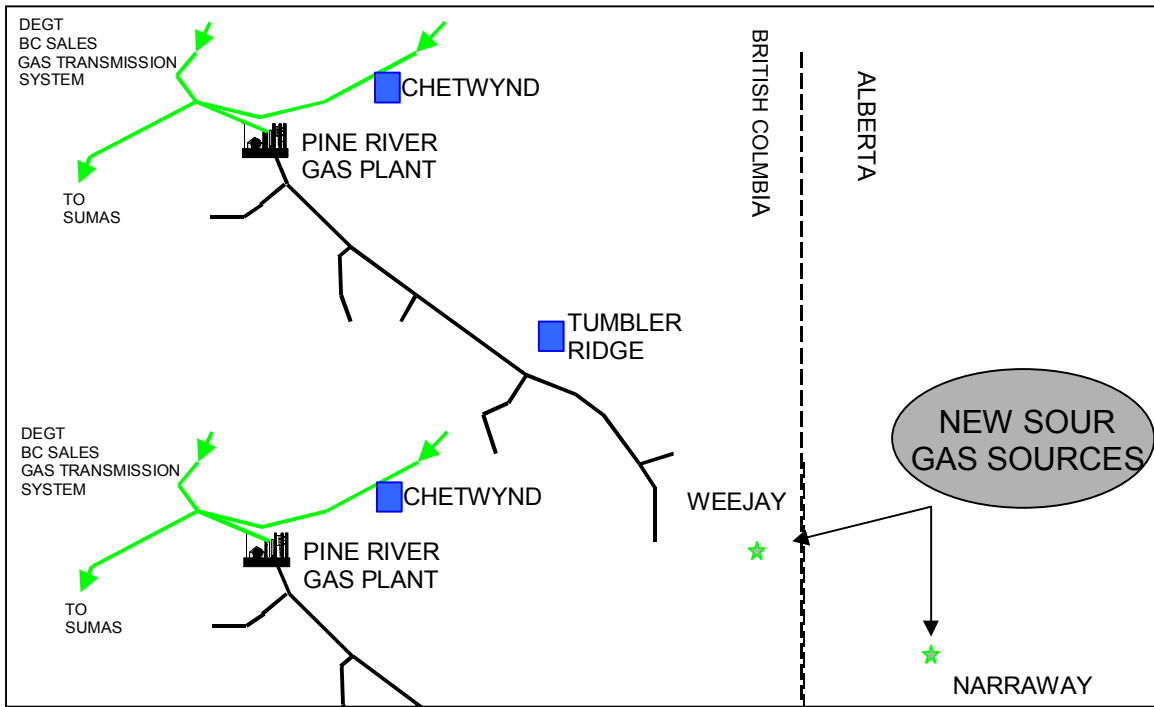 DEGT
BC SALES
GAS TRANSMISSION
SYSTEM
CHETWYND
PINE RIVER
GAS PLANT
TO
SUMAS
BRITISH COLMBIA
ALBERTA
TUMBLER
RIDGE
NEW SOUR
GAS SOURCES
DEGT
BC SALES
GAS TRANSMISSION
SYSTEM
CHETWYND
WEEJAY
PINE RIVER
GAS PLANT
TO
SUMAS
NARRAWAY